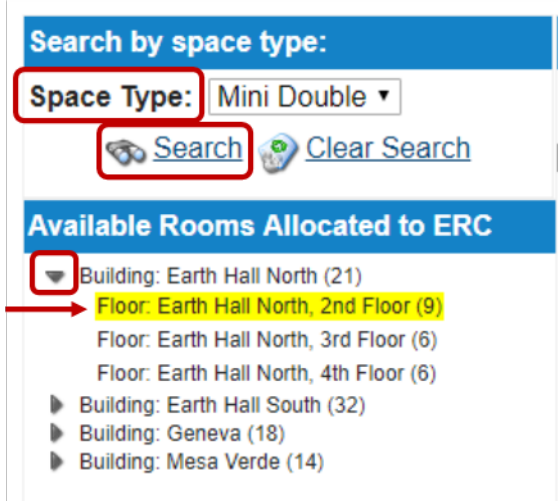 Search by space type:
Space Type: Mini Double
Search Clear Search
Available Rooms Allocated to ERC
Building: Earth Hall North (21)
Floor: Earth Hall North, 2nd Floor (9)
Floor: Earth Hall North, 3rd Floor (6)
Floor: Earth Hall North, 4th Floor (6)
Building: Earth Hall South (32)
Building: Geneva (18)
Building: Mesa Verde (14)